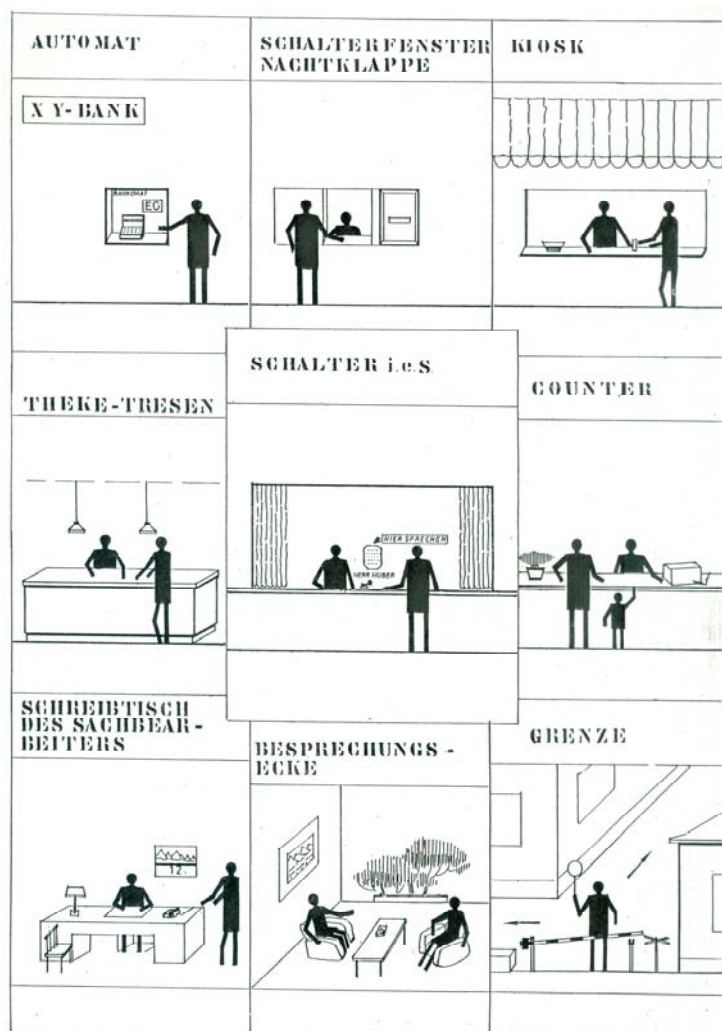 AUTOMAT
SCHALTERFENSTER
NACHTKLAPPE
KIOSK
X Y-BANK
BANKOMAT
EC
THEKE-TRESEN
SCHALTER i.e.S.
COUNTER
HIER SPRECHEN
HERR HUBER
SCHREIBTISCH
DES SACHBEAR-
BEITERS
BESPRECHUNGS-
ECKE
GRENZE
12.